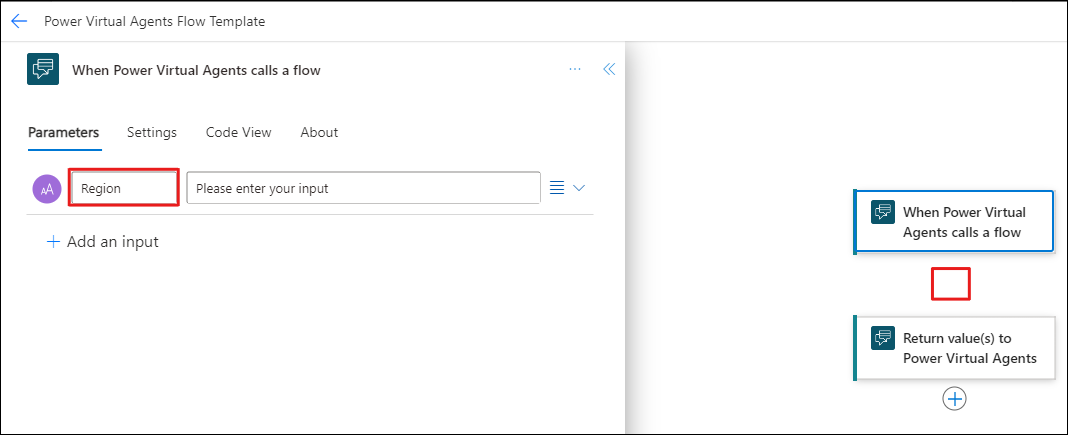 Power Virtual Agents Flow Template
When Power Virtual Agents calls a flow
Parameters Settings Code View About
AA Region Please enter your input
Add an input
When Power Virtual
Agents calls a flow
Return value(s) to
Power Virtual Agents